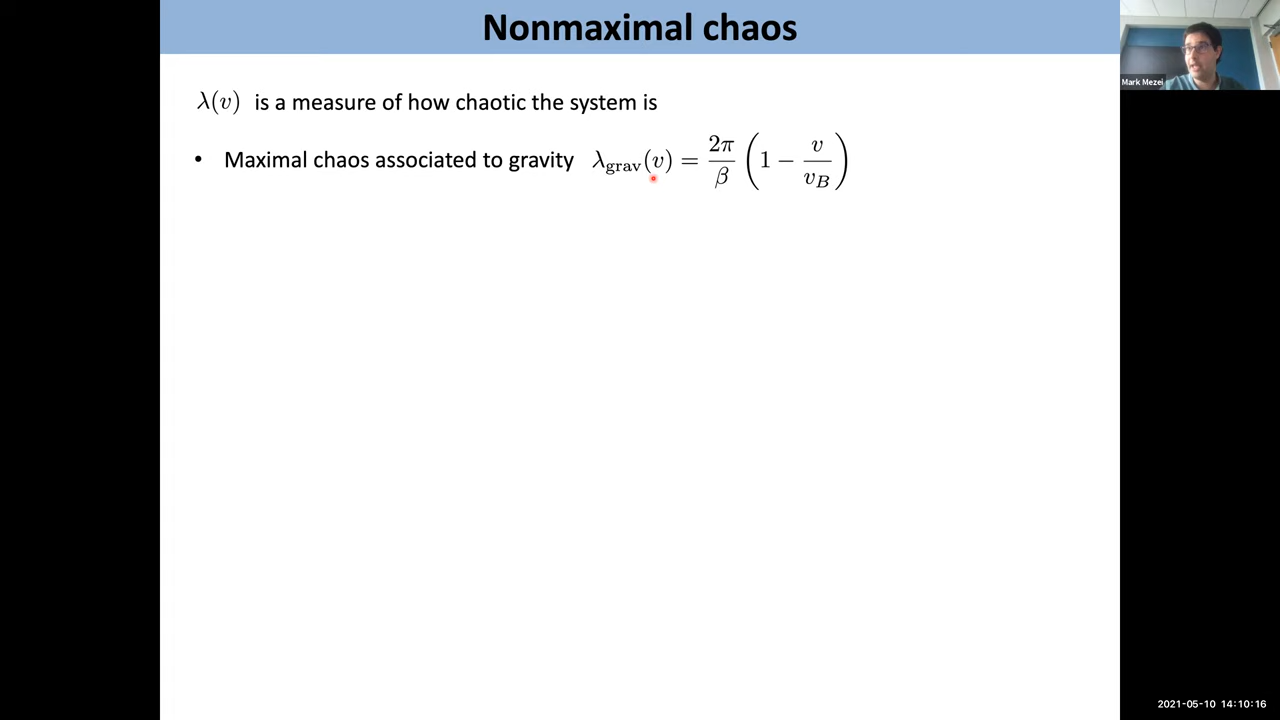 Nonmaximal chaos
Mark Mezei
λ(v) is a measure of how chaotic the system is
• Maximal chaos associated to gravity λ_grav(v) = 2π/β (1 − v/v_B)
2021-05-10 14:10:16